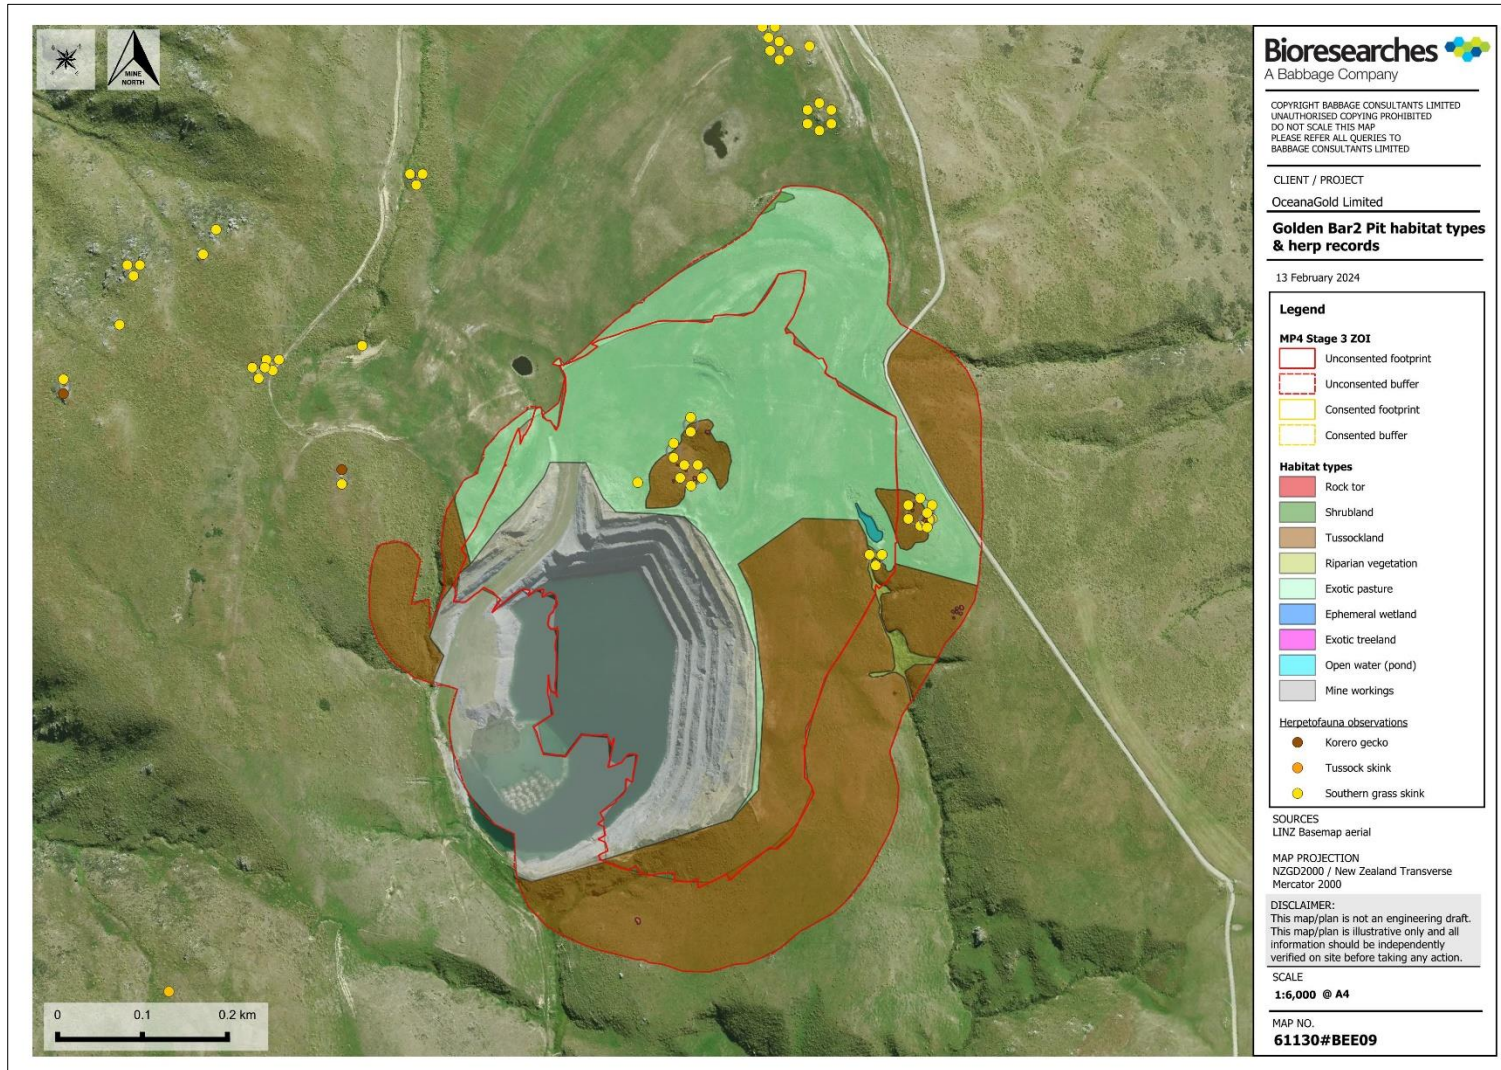 MINE
NORTH
0
0.1
0.2 km
Bioresearches
A Babbage Company
COPYRIGHT BABBAGE CONSULTANTS LIMITED
UNAUTHORISED COPYING PROHIBITED
DO NOT SCALE THIS MAP
PLEASE REFER ALL QUERIES TO
BABBAGE CONSULTANTS LIMITED
CLIENT / PROJECT
OceanaGold Limited
Golden Bar2 Pit habitat types
& herp records
13 February 2024
Legend
MP4 Stage 3 ZOI
Unconsented footprint
Unconsented buffer
Consented footprint
Consented buffer
Habitat types
Rock tor
Shrubland
Tussockland
Riparian vegetation
Exotic pasture
Ephemeral wetland
Exotic treeland
Open water (pond)
Mine workings
Herpetofauna observations
Korero gecko
Tussock skink
Southern grass skink
SOURCES
LINZ Basemap aerial
MAP PROJECTION
NZGD2000 / New Zealand Transverse
Mercator 2000
DISCLAIMER:
This map/plan is not an engineering draft.
This map/plan is illustrative only and all
information should be independently
verified on site before taking any action.
SCALE
1:6,000 @ A4
MAP NO.
61130#BEE09